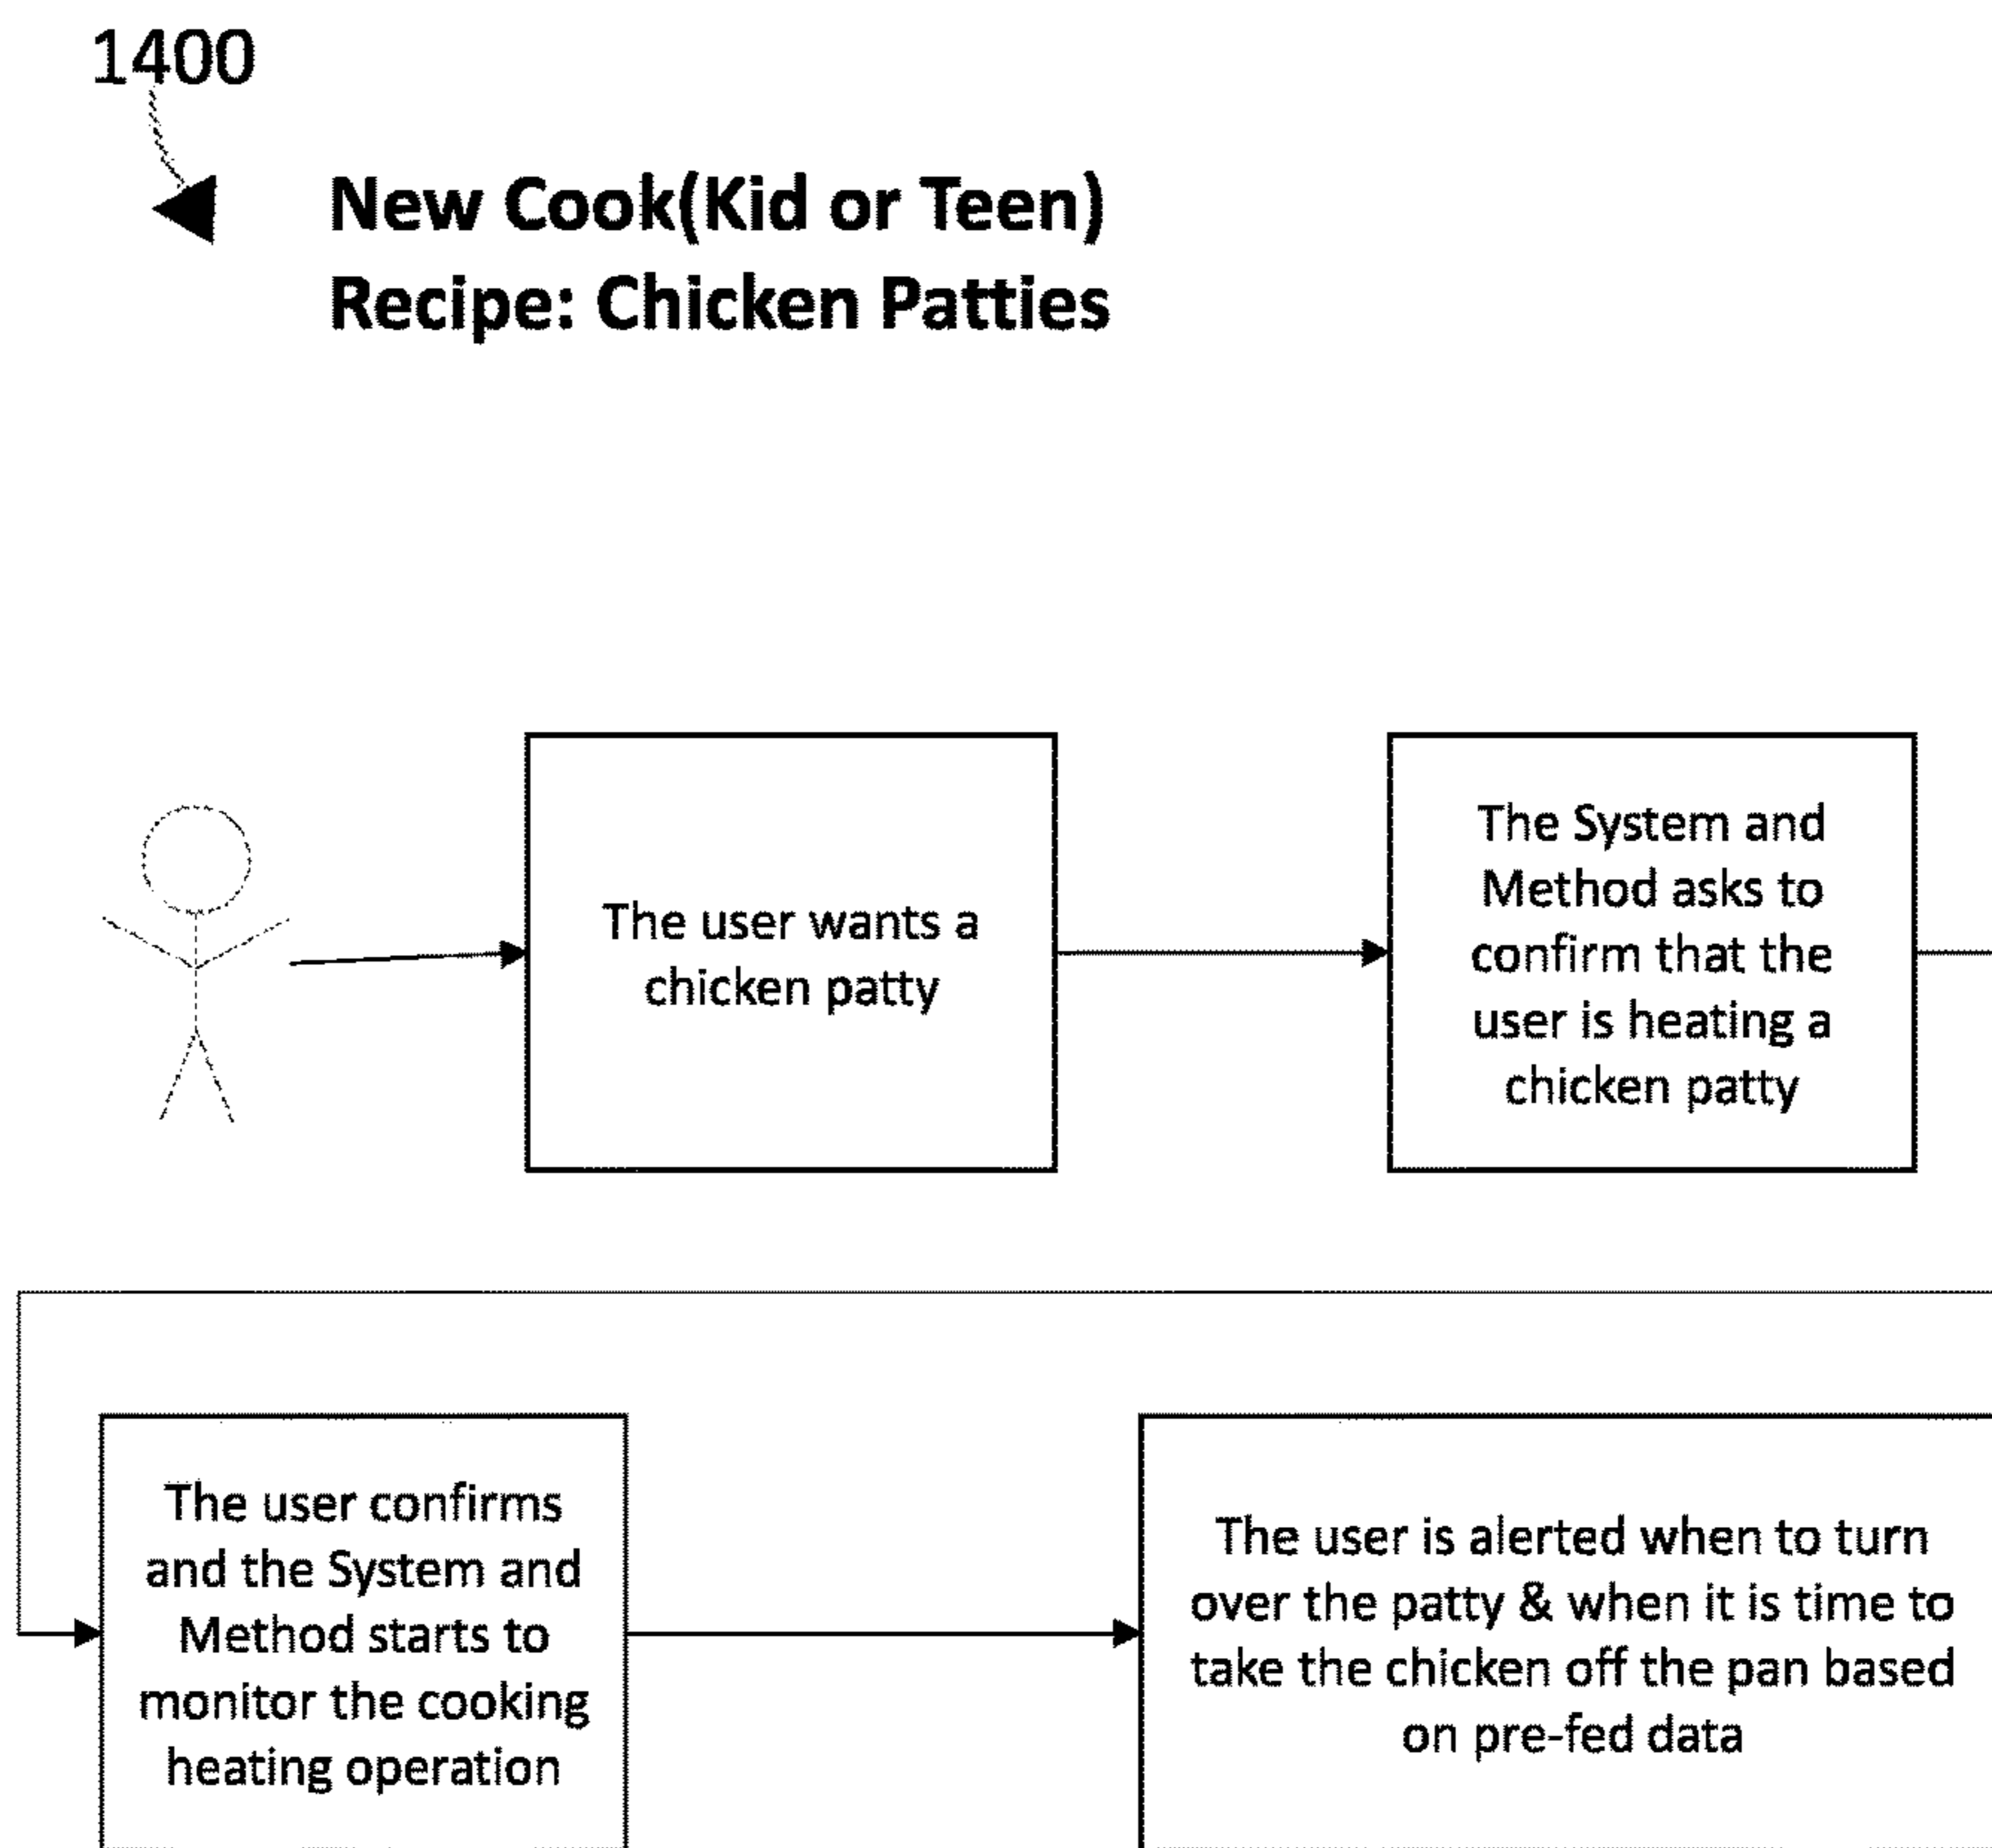 1400
New Cook(Kid or Teen)
Recipe: Chicken Patties
The user wants a
chicken patty
The System and
Method asks to
confirm that the
user is heating a
chicken patty
The user confirms
and the System and
Method starts to
monitor the cooking
heating operation
The user is alerted when to turn
over the patty & when it is time to
take the chicken off the pan based
on pre-fed data